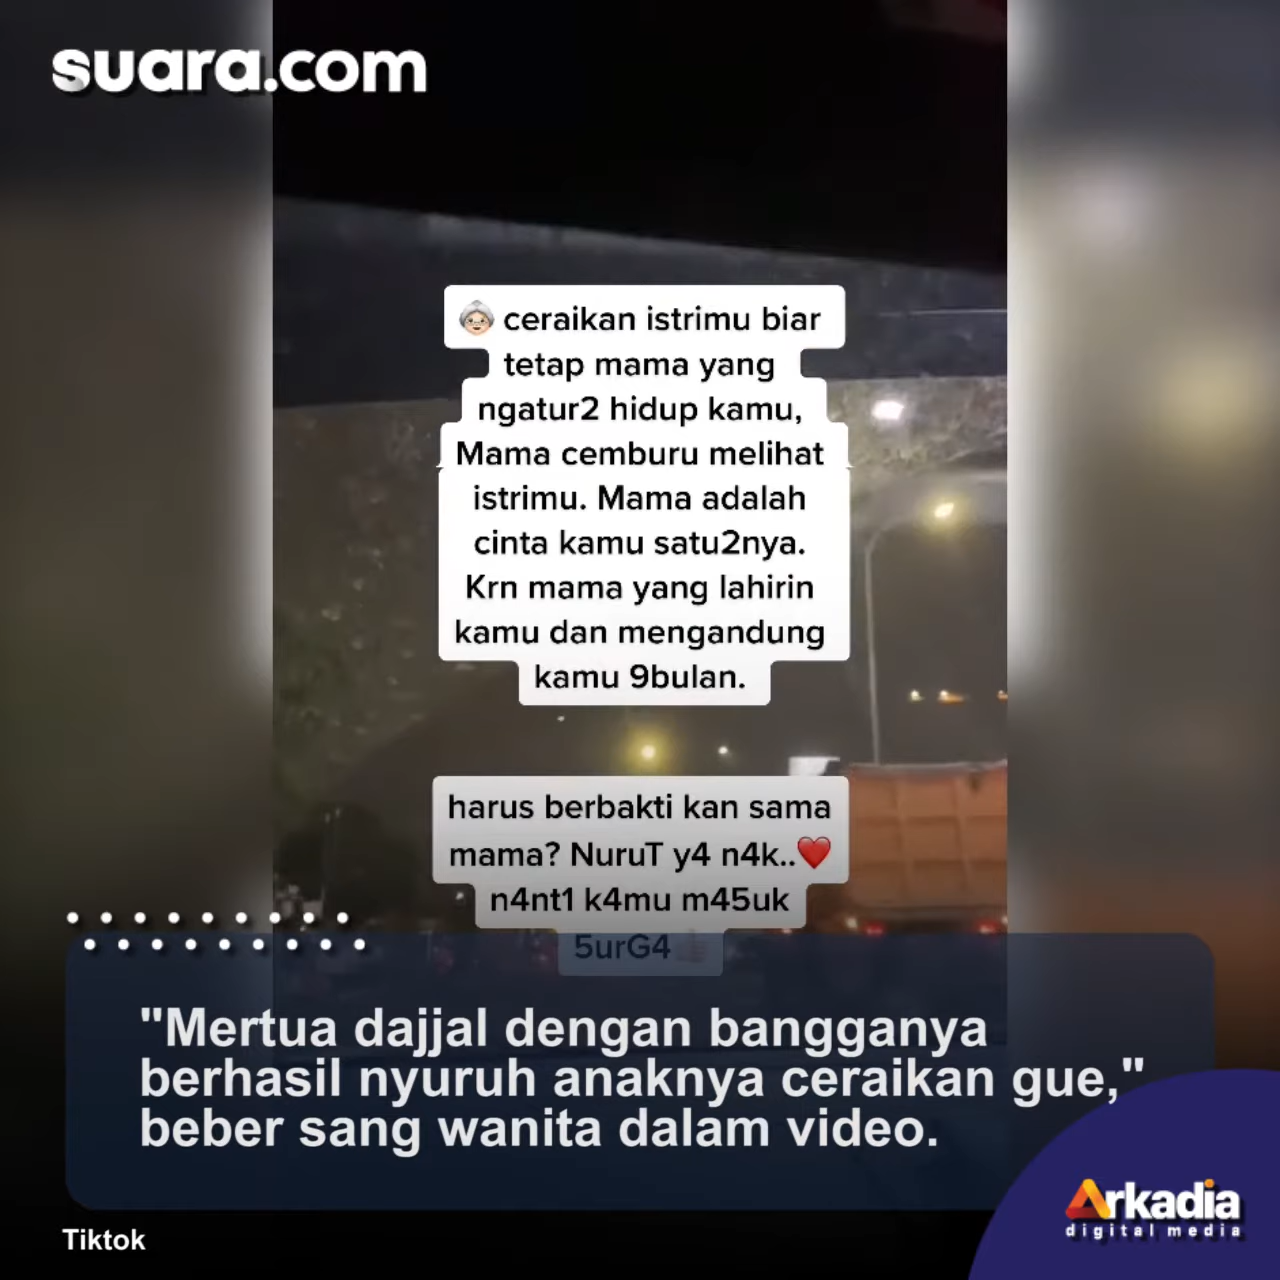 suara.com
👵🏻 ceraikan istrimu biar
tetap mama yang
ngatur2 hidup kamu,
Mama cemburu melihat
istrimu. Mama adalah
cinta kamu satu2nya.
Krn mama yang lahirin
kamu dan mengandung
kamu 9bulan.
harus berbakti kan sama
mama? NuruT y4 n4k..❤️
n4nt1 k4mu m45uk
5urG4
"Mertua dajjal dengan bangganya
berhasil nyuruh anaknya ceraikan gue,"
beber sang wanita dalam video.
Tiktok
Arkadia
digital media